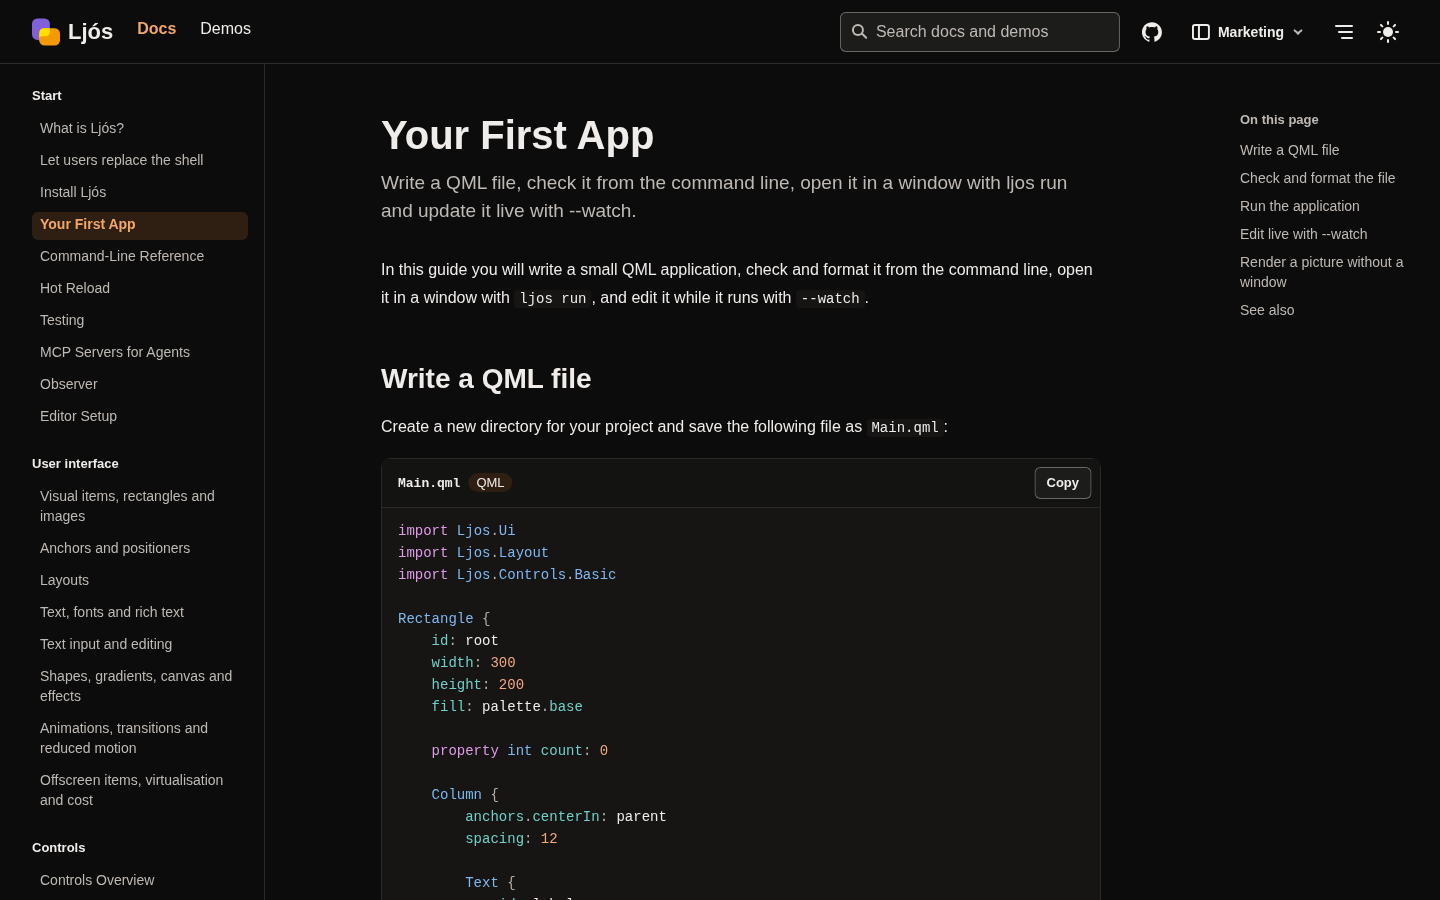 Ljós
Docs
Demos
Search docs and demos
Marketing
Start
What is Ljós?
Let users replace the shell
Install Ljós
Your First App
Command-Line Reference
Hot Reload
Testing
MCP Servers for Agents
Observer
Editor Setup
User interface
Visual items, rectangles and
images
Anchors and positioners
Layouts
Text, fonts and rich text
Text input and editing
Shapes, gradients, canvas and
effects
Animations, transitions and
reduced motion
Offscreen items, virtualisation
and cost
Controls
Controls Overview
Your First App
Write a QML file, check it from the command line, open it in a window with ljos run
and update it live with --watch.
In this guide you will write a small QML application, check and format it from the command line, open
it in a window with ljos run, and edit it while it runs with --watch.
Write a QML file
Create a new directory for your project and save the following file as Main.qml:
Main.qml QML
Copy
import Ljos.Ui
import Ljos.Layout
import Ljos.Controls.Basic
Rectangle {
    id: root
    width: 300
    height: 200
    fill: palette.base
    property int count: 0
    Column {
        anchors.centerIn: parent
        spacing: 12
        Text {
On this page
Write a QML file
Check and format the file
Run the application
Edit live with --watch
Render a picture without a
window
See also